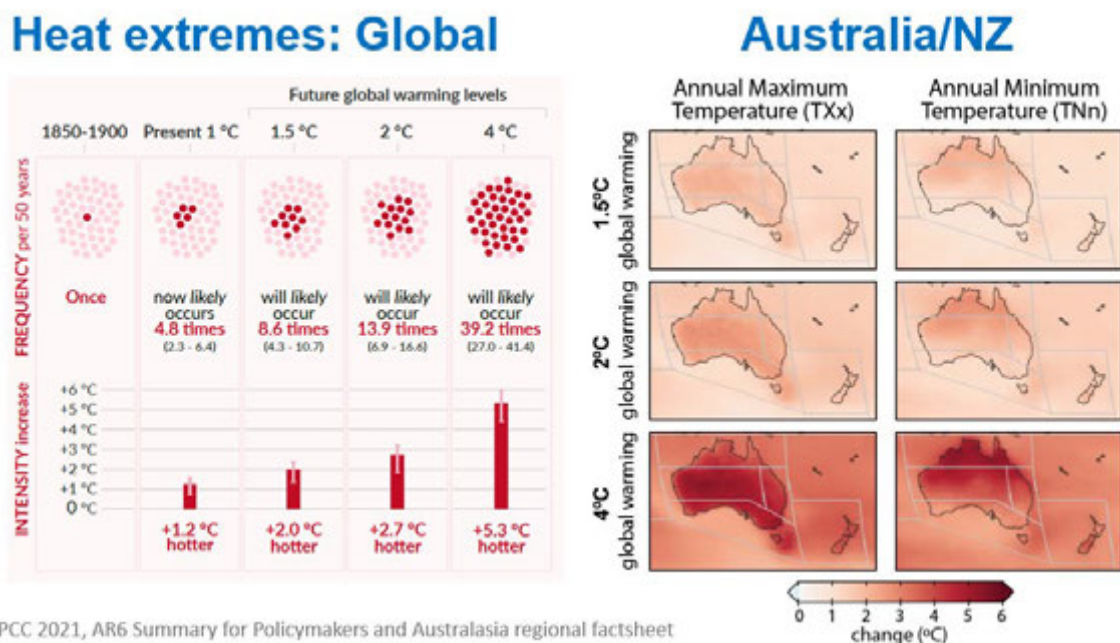 Heat extremes: Global
Australia/NZ
Future global warming levels
1850-1900 Present 1 °C 1.5 °C 2 °C 4 °C
FREQUENCY per 50 years
Once
now likely occurs 4.8 times (2.3 - 6.4)
will likely occur 8.6 times (4.3 - 10.7)
will likely occur 13.9 times (6.9 - 16.6)
will likely occur 39.2 times (27.0 - 41.4)
INTENSITY increase
+6 °C
+5 °C
+4 °C
+3 °C
+2 °C
+1 °C
0 °C
+1.2 °C hotter
+2.0 °C hotter
+2.7 °C hotter
+5.3 °C hotter
Annual Maximum Temperature (TXx)
Annual Minimum Temperature (TNn)
1.5°C global warming
2°C global warming
4°C global warming
0 1 2 3 4 5 6
change (°C)
PCC 2021, AR6 Summary for Policymakers and Australasia regional factsheet